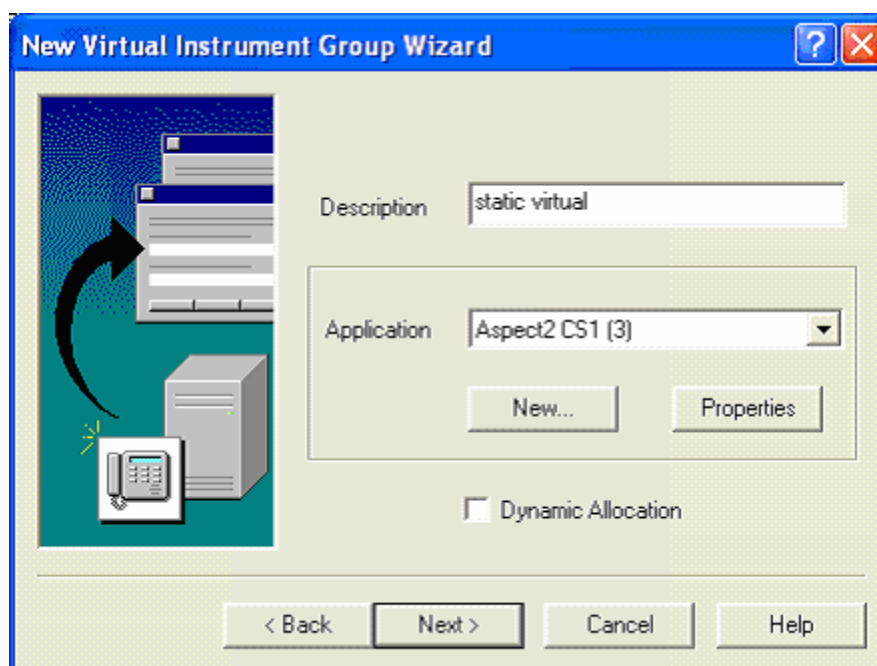 New Virtual Instrument Group Wizard
Description
static virtual
Application
Aspect2 CS1 (3)
New...
Properties
Dynamic Allocation
< Back
Next >
Cancel
Help